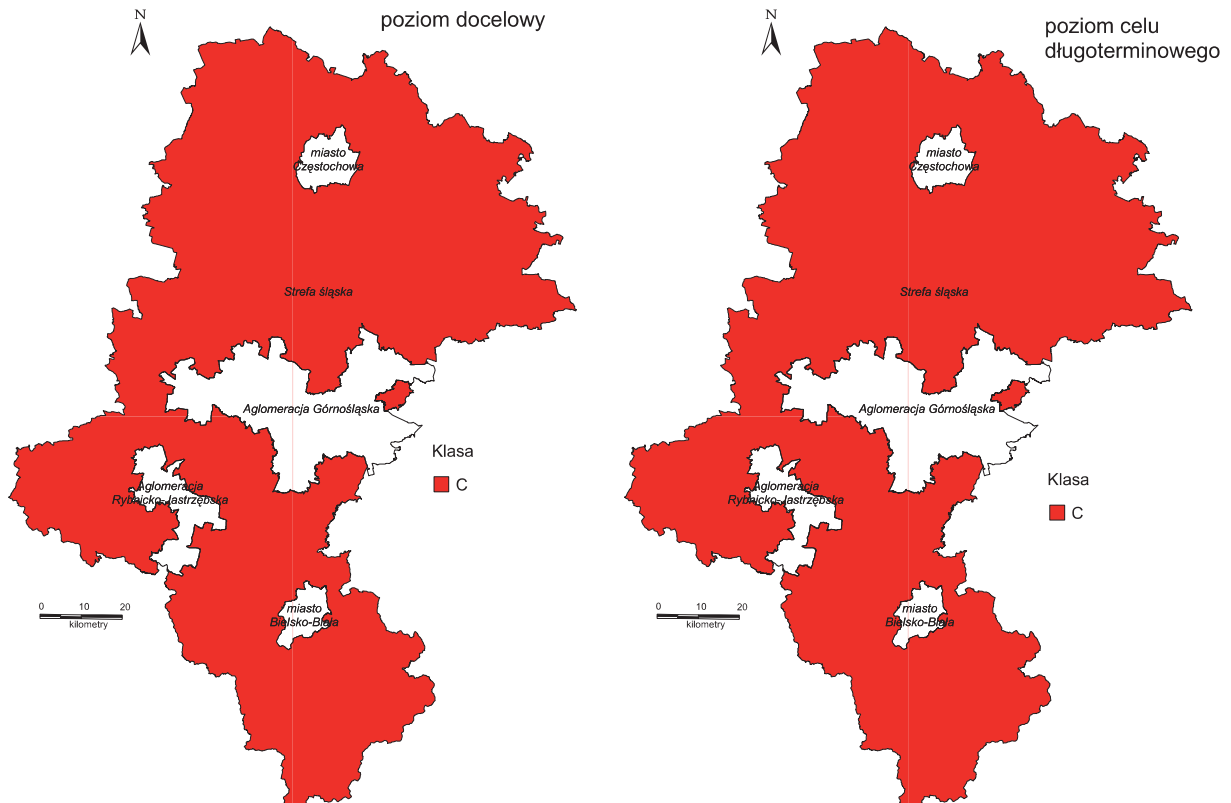 N
poziom docelowy
miasto
Częstochowa
Strefa śląska
Aglomeracja Górnośląska
Klasa
C
Aglomeracja
Rybnicko-Jastrzębska
0 10 20
kilometry
miasto
Bielsko-Biała
N
poziom celu
długoterminowego
miasto
Częstochowa
Strefa śląska
Aglomeracja Górnośląska
Klasa
C
Aglomeracja
Rybnicko-Jastrzębska
0 10 20
kilometry
miasto
Bielsko-Biała